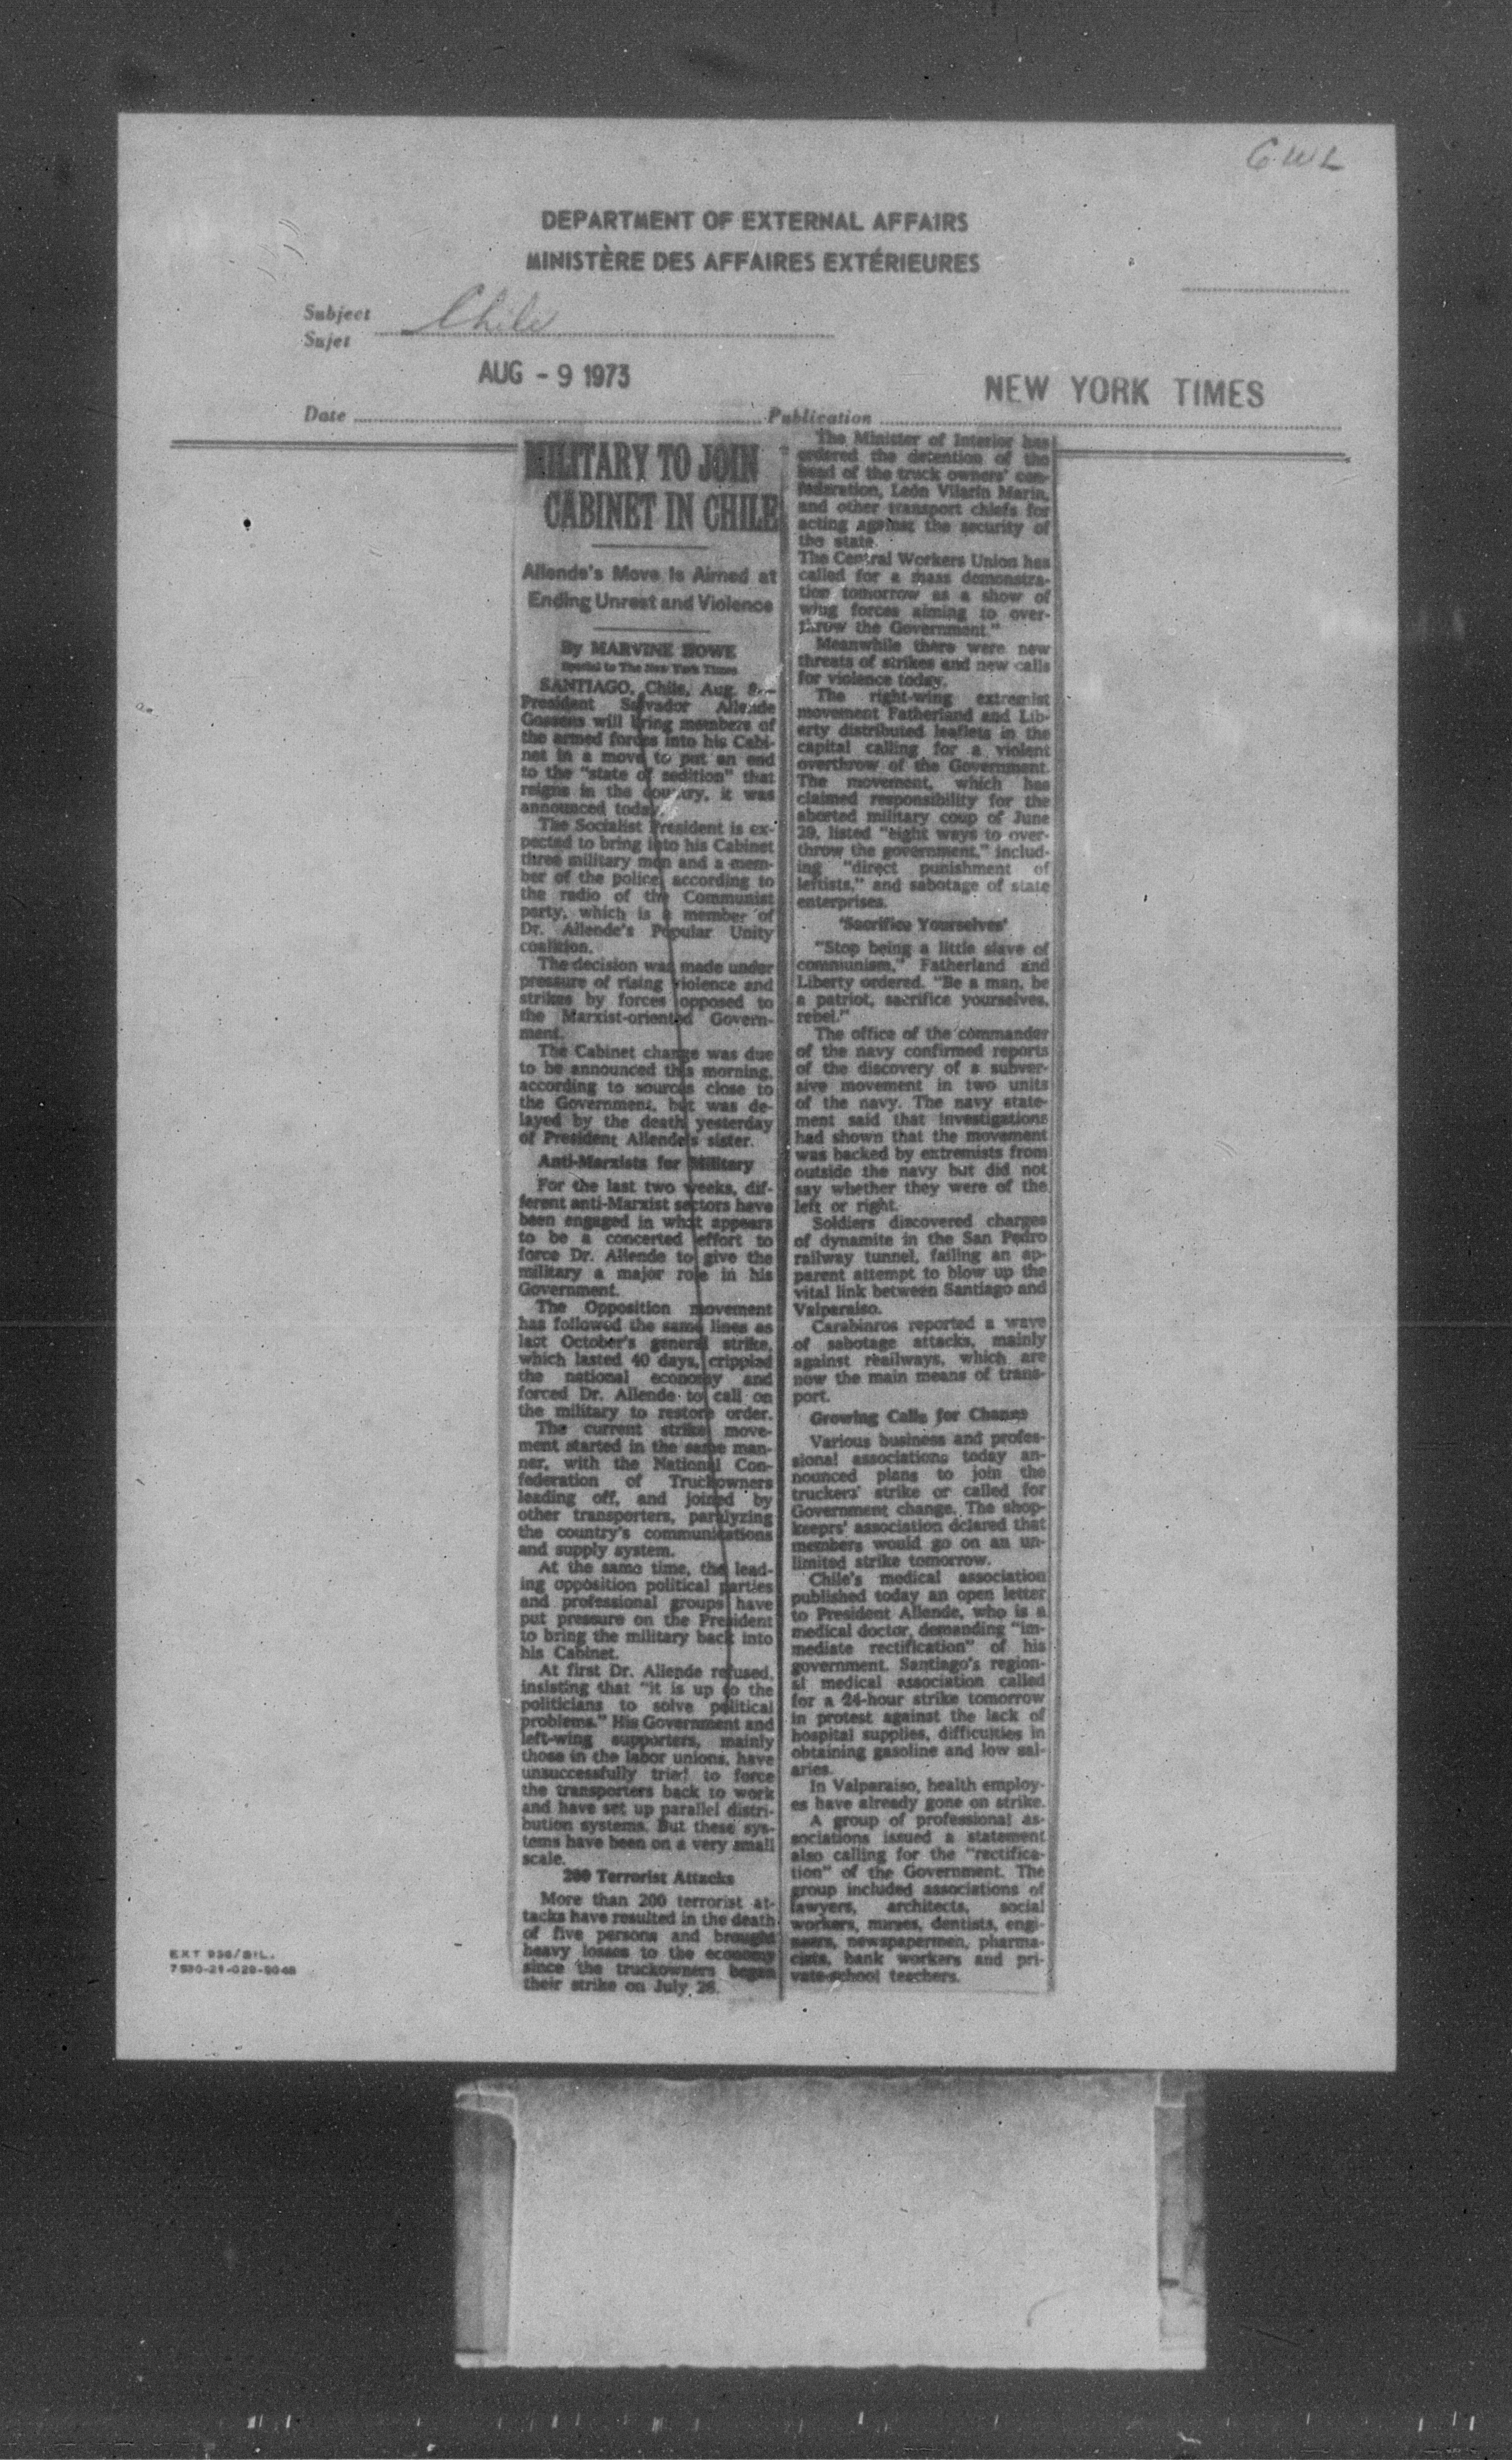 GWL
DEPARTMENT OF EXTERNAL AFFAIRS
MINISTÈRE DES AFFAIRES EXTÉRIEURES
Subject
Sujet
Chile
AUG - 9 1973
NEW YORK TIMES
Date
Publication
MILITARY TO JOIN
CABINET IN CHILE
Allende's Move Is Aimed at
Ending Unrest and Violence
By MARVINE HOWE
Special to The New York Times
SANTIAGO, Chile, Aug. 8—
President Salvador Allende
Gossens will bring members of
the armed forces into his Cabi-
net in a move to put an end
to the "state of sedition" that
reigns in the country, it was
announced today.
The Socialist President is ex-
pected to bring into his Cabinet
three military men and a mem-
ber of the police, according to
the radio of the Communist
party, which is a member of
Dr. Allende's Popular Unity
coalition.
The decision was made under
pressure of rising violence and
strikes by forces opposed to
the Marxist-oriented Govern-
ment.
The Cabinet change was due
to be announced this morning,
according to sources close to
the Government, but was de-
layed by the death yesterday
of President Allende's sister.
Anti-Marxists for Military
For the last two weeks, dif-
ferent anti-Marxist sectors have
been engaged in what appears
to be a concerted effort to
force Dr. Allende to give the
military a major role in his
Government.
The Opposition movement
has followed the same lines as
last October's general strike,
which lasted 40 days, crippled
the national economy and
forced Dr. Allende to call on
the military to restore order.
The current strike move-
ment started in the same man-
ner, with the National Con-
federation of Truckowners
leading off, and joined by
other transporters, paralyzing
the country's communications
and supply system.
At the same time, the lead-
ing opposition political parties
and professional groups have
put pressure on the President
to bring the military back into
his Cabinet.
At first Dr. Allende refused,
insisting that "it is up to the
politicians to solve political
problems." His Government and
left-wing supporters, mainly
those in the labor unions, have
unsuccessfully tried to force
the transporters back to work
and have set up parallel distri-
bution systems. But these sys-
tems have been on a very small
scale.
200 Terrorist Attacks
More than 200 terrorist at-
tacks have resulted in the death
of five persons and brought
heavy losses to the economy
since the truckowners began
their strike on July 26.
The Minister of Interior has
ordered the detention of the
head of the truck owners' con-
federation, León Vilarín Marín,
and other transport chiefs for
acting against the security of
the state.
The Central Workers Union has
called for a mass demonstra-
tion tomorrow as a show of
wing forces aiming to over-
throw the Government."
Meanwhile there were new
threats of strikes and new calls
for violence today.
The right-wing extremist
movement Fatherland and Lib-
erty distributed leaflets in the
capital calling for a violent
overthrow of the Government.
The movement, which has
claimed responsibility for the
aborted military coup of June
29, listed "eight ways to over-
throw the government," includ-
ing "direct punishment of
leftists," and sabotage of state
enterprises.
'Sacrifice Yourselves'
"Stop being a little slave of
communism," Fatherland and
Liberty ordered. "Be a man, be
a patriot, sacrifice yourselves,
rebel."
The office of the commander
of the navy confirmed reports
of the discovery of a subver-
sive movement in two units
of the navy. The navy state-
ment said that investigations
had shown that the movement
was backed by extremists from
outside the navy but did not
say whether they were of the
left or right.
Soldiers discovered charges
of dynamite in the San Pedro
railway tunnel, failing an ap-
parent attempt to blow up the
vital link between Santiago and
Valparaiso.
Carabinros reported a wave
of sabotage attacks, mainly
against reailways, which are
now the main means of trans-
port.
Growing Calls for Change
Various business and profes-
sional associations today an-
nounced plans to join the
truckers' strike or called for
Government change. The shop-
keeprs' association dclared that
members would go on an un-
limited strike tomorrow.
Chile's medical association
published today an open letter
to President Allende, who is a
medical doctor, demanding "im-
mediate rectification" of his
government. Santiago's region-
al medical association called
for a 24-hour strike tomorrow
in protest against the lack of
hospital supplies, difficulties in
obtaining gasoline and low sal-
aries.
In Valparaiso, health employ-
es have already gone on strike.
A group of professional as-
sociations issued a statement
also calling for the "rectifica-
tion" of the Government. The
group included associations of
lawyers, architects, social
workers, nurses, dentists, engi-
neers, newspapermen, pharma-
cists, bank workers and pri-
vate-school teachers.
EXT 936/BIL.
7530-21-029-9048